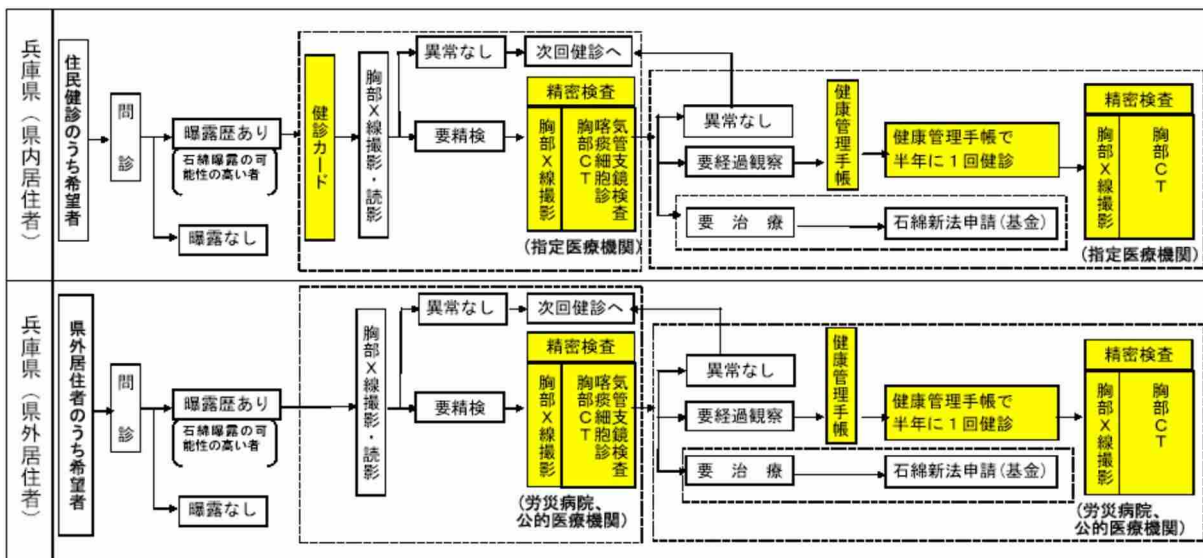 兵庫県（県内居住者）
住民健診のうち希望者
問診
曝露歴あり
石綿曝露の可
能性の高い者
曝露なし
健診カード
胸部X線撮影・読影
異常なし
次回健診へ
要精検
精密検査
胸部X線撮影
気管支鏡検査
喀痰細胞診
胸部CT
(指定医療機関)
異常なし
要経過観察
健康管理手帳
健康管理手帳で
半年に１回健診
要 治 療
石綿新法申請(基金)
精密検査
胸部X線撮影
胸部CT
(指定医療機関)
兵庫県（県外居住者）
県外居住者のうち希望者
問診
曝露歴あり
石綿曝露の可
能性の高い者
曝露なし
胸部X線撮影・読影
異常なし
次回健診へ
要精検
精密検査
胸部X線撮影
気管支鏡検査
喀痰細胞診
胸部CT
(労災病院、
公的医療機関)
異常なし
要経過観察
健康管理手帳
健康管理手帳で
半年に１回健診
要 治 療
石綿新法申請(基金)
精密検査
胸部X線撮影
胸部CT
(労災病院、
公的医療機関)